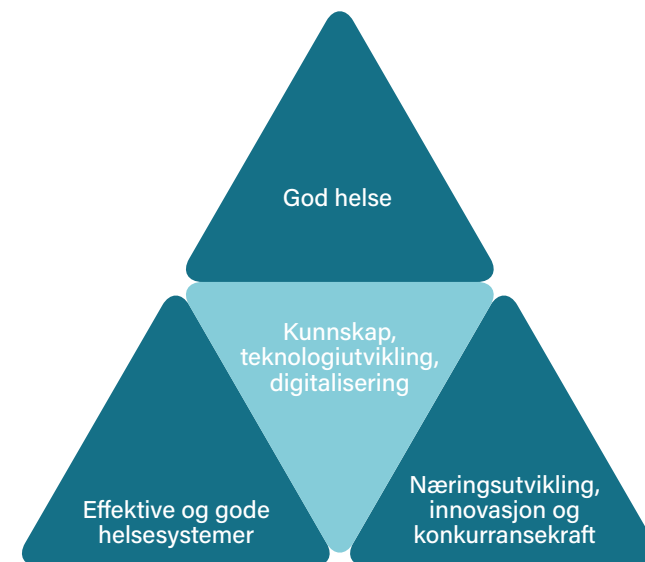 God helse
Kunnskap,
teknologiutvikling,
digitalisering
Effektive og gode
helsesystemer
Næringsutvikling,
innovasjon og
konkurransekraft